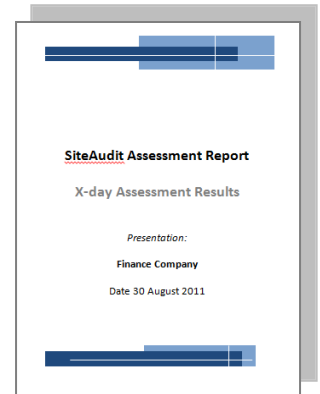 SiteAudit Assessment Report
X-day Assessment Results
Presentation:
Finance Company
Date 30 August 2011